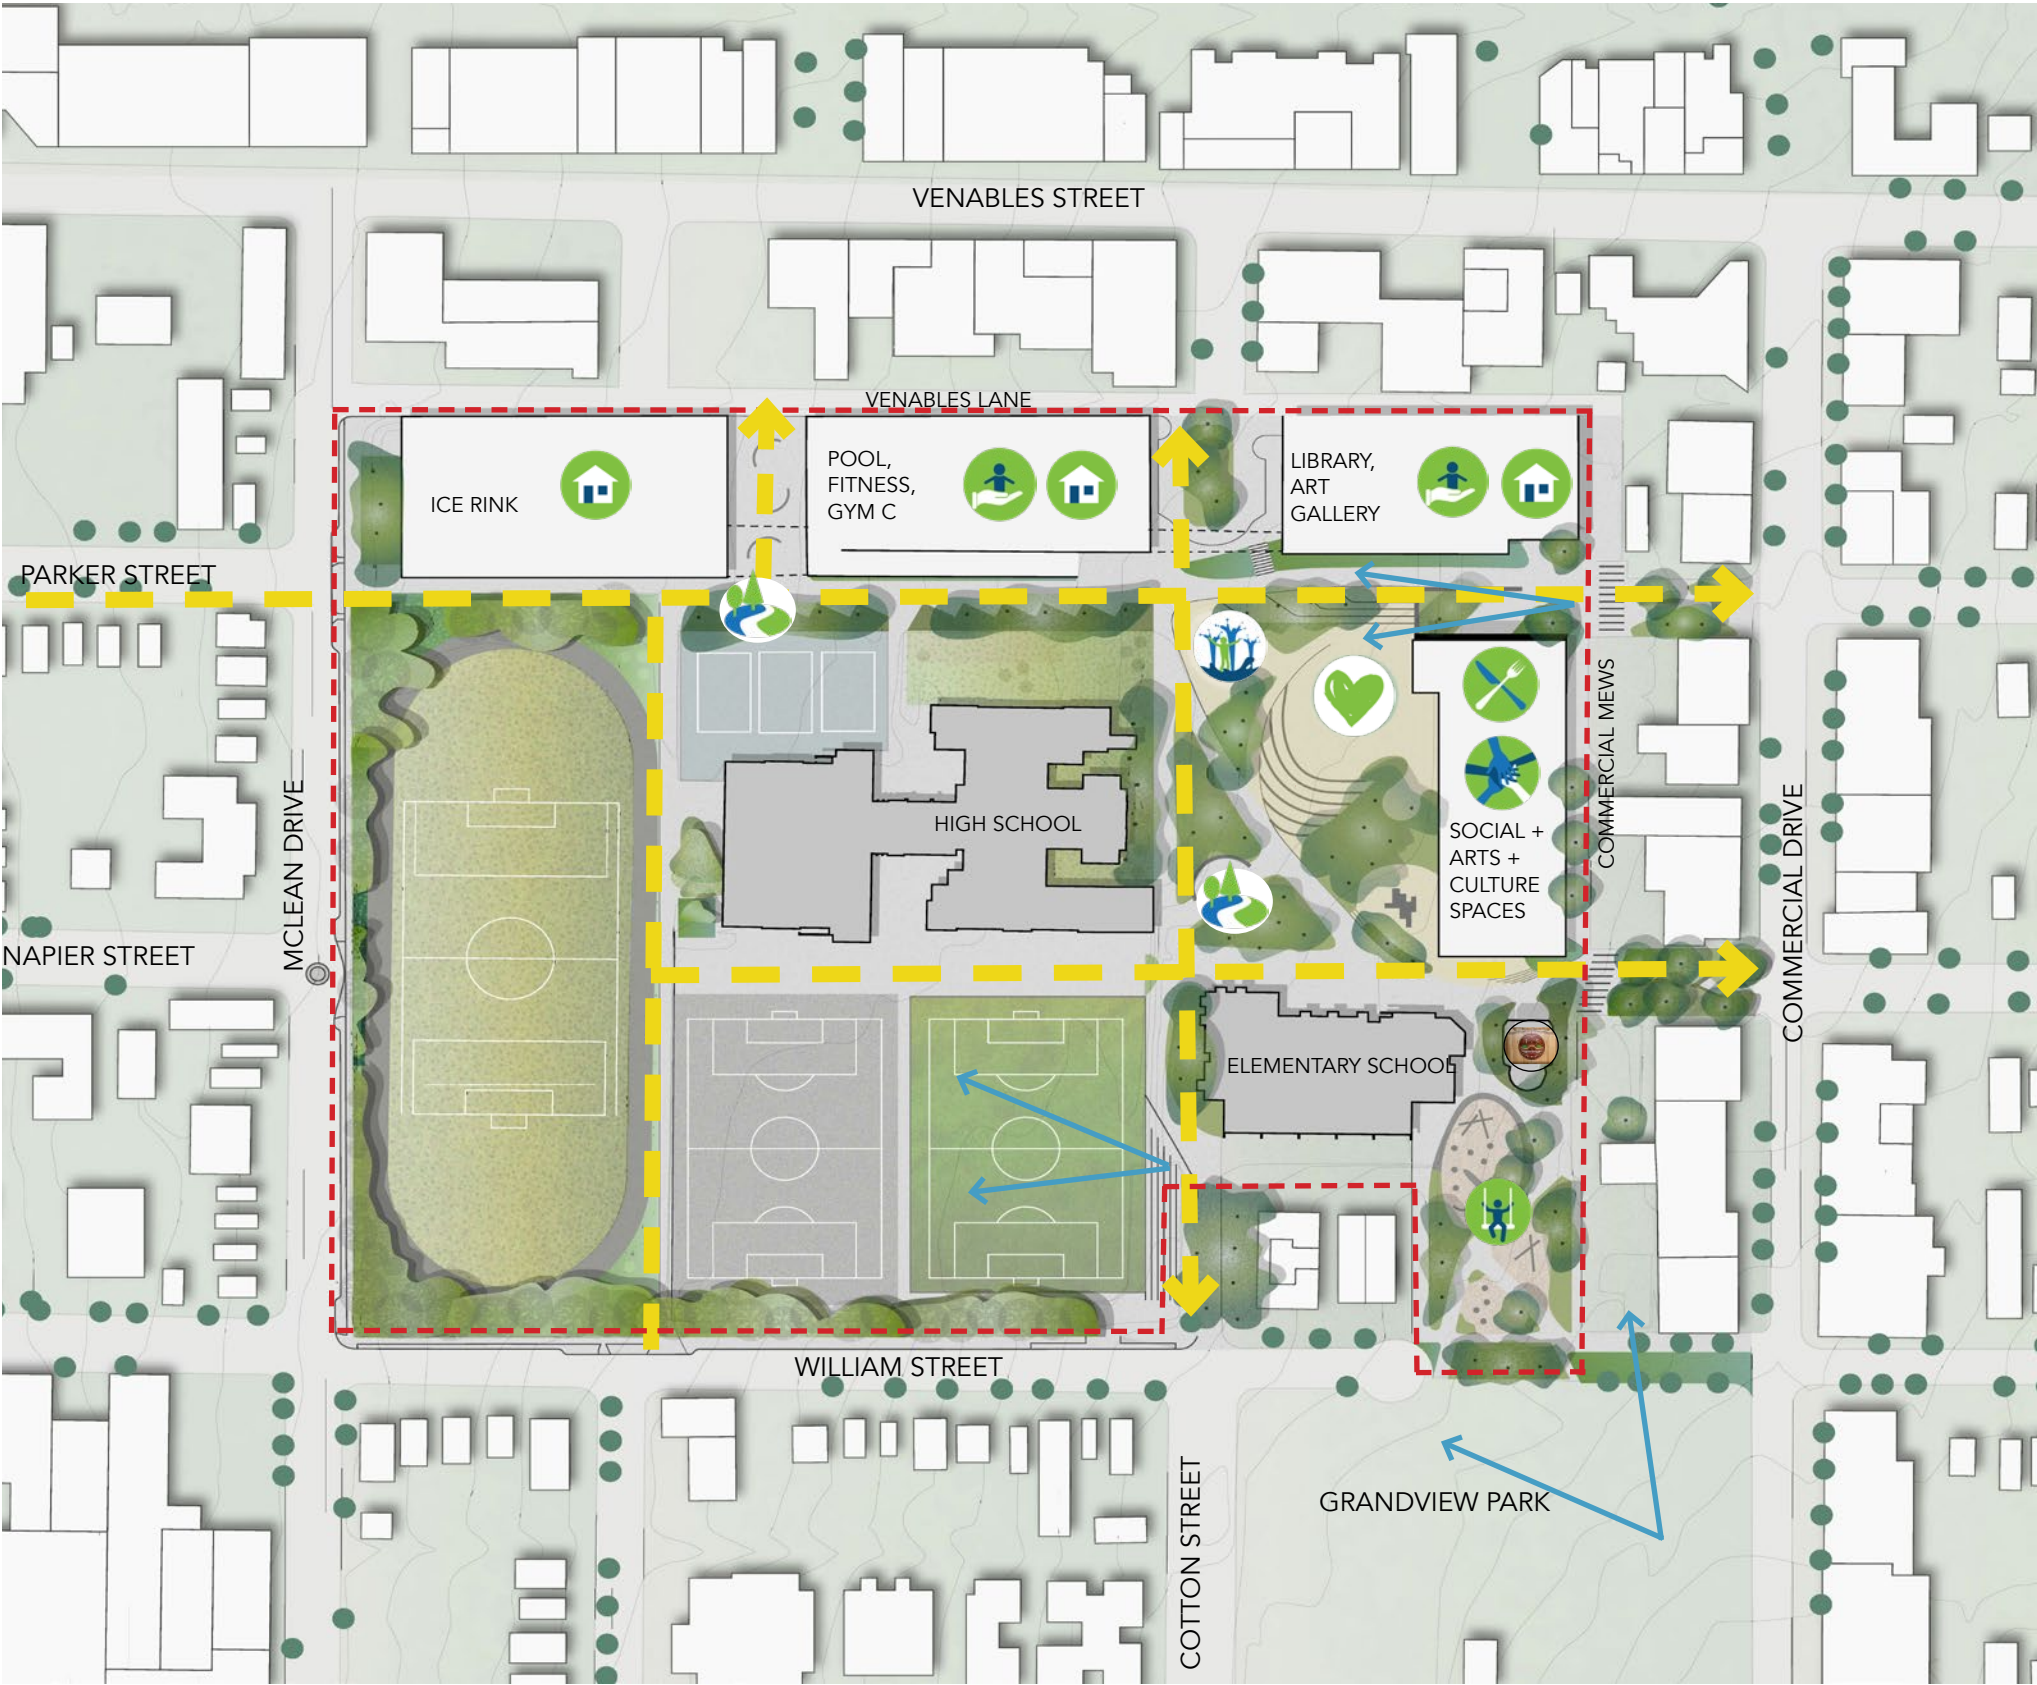 VENABLES STREET
VENABLES LANE
ICE RINK
POOL,
FITNESS,
GYM C
LIBRARY,
ART
GALLERY
PARKER STREET
COMMERCIAL MEWS
MCLEAN DRIVE
HIGH SCHOOL
SOCIAL +
ARTS +
CULTURE
SPACES
COMMERCIAL DRIVE
NAPIER STREET
ELEMENTARY SCHOOL
WILLIAM STREET
COTTON STREET
GRANDVIEW PARK